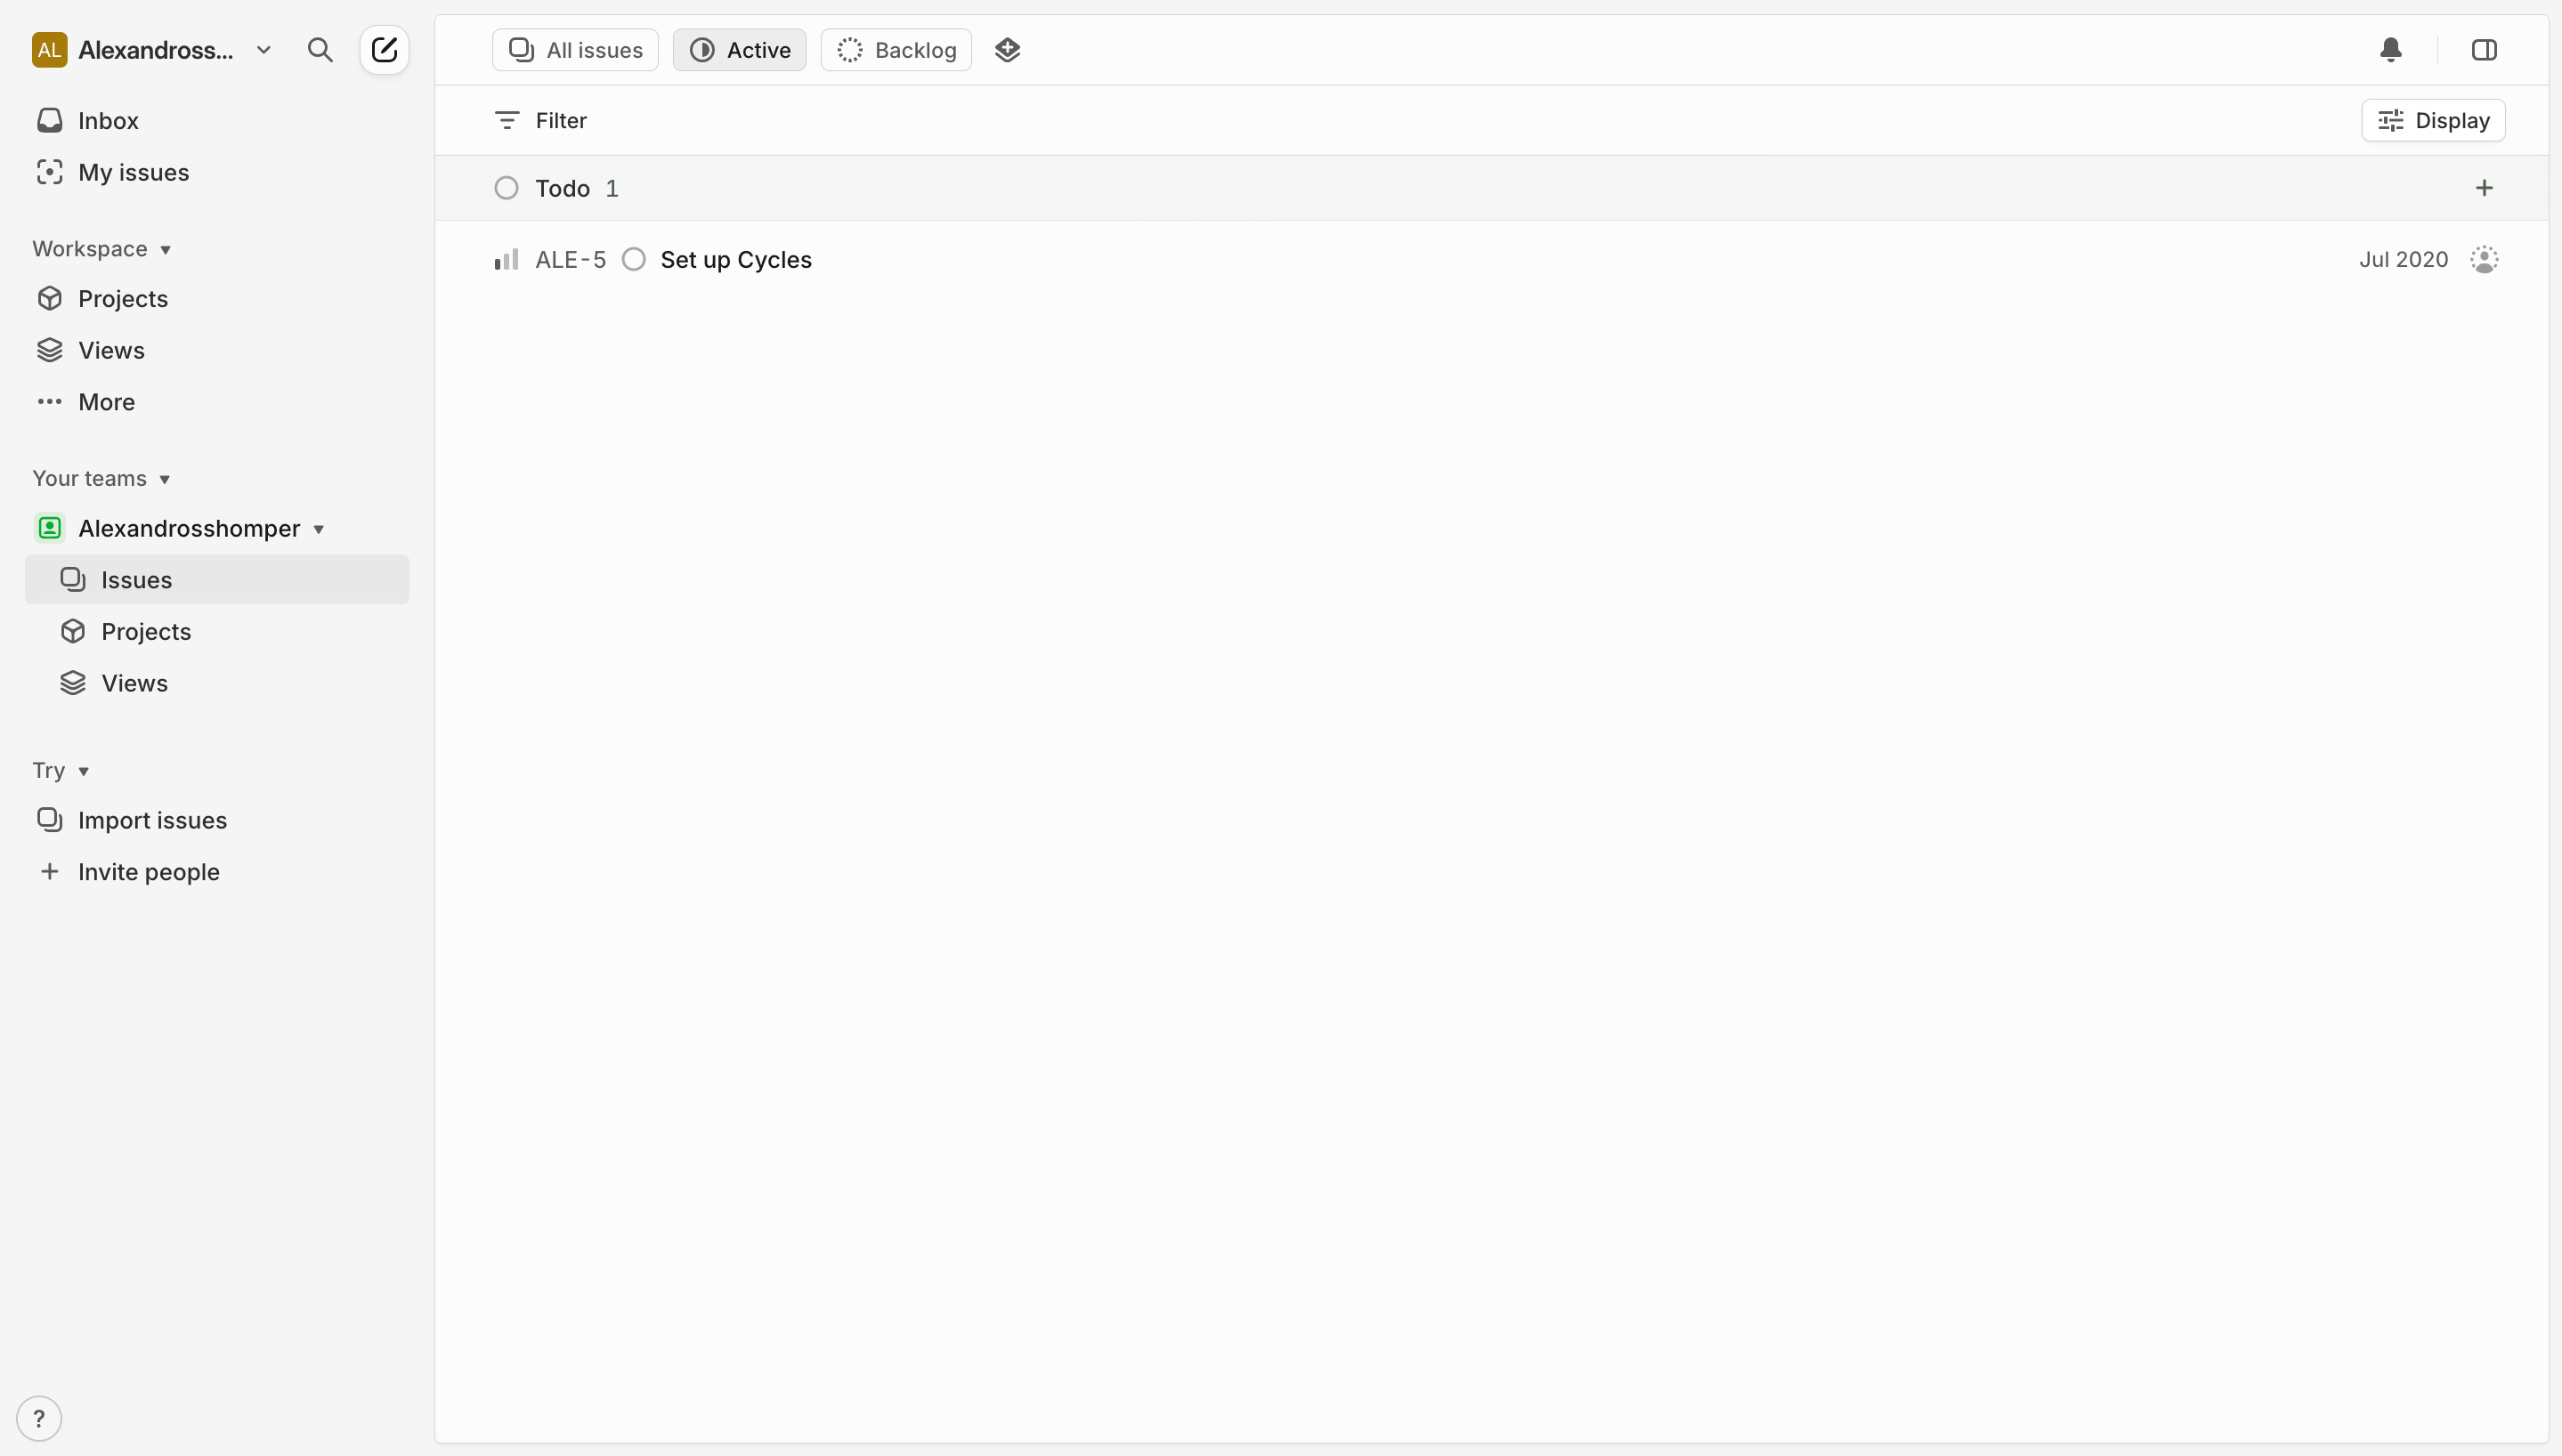 AL Alexandross...
Inbox
My issues
Workspace
Projects
Views
More
Your teams
Alexandrosshomper
Issues
Projects
Views
Try
Import issues
Invite people
?
All issues Active Backlog
Filter Display
Todo 1 +
ALE-5 Set up Cycles Jul 2020